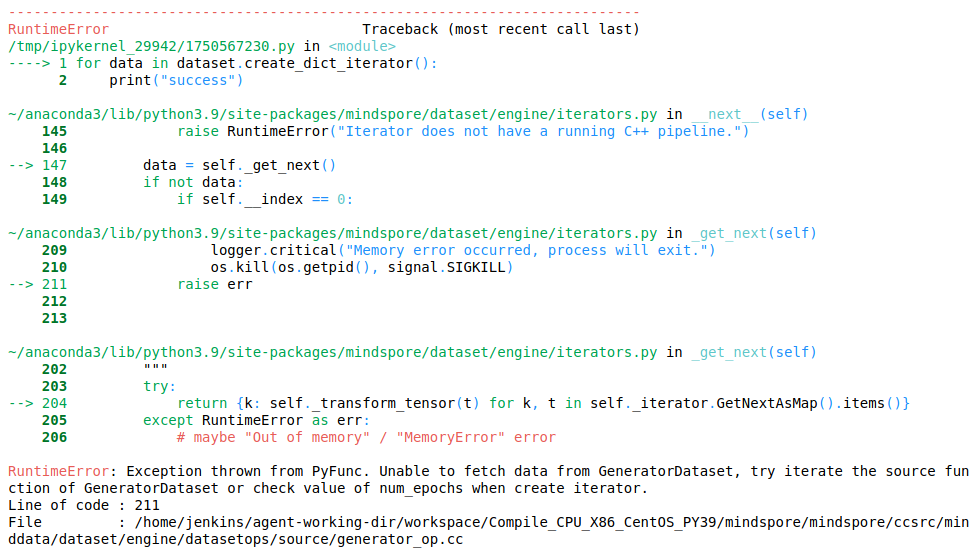 ---------------------------------------------------------------------------
RuntimeError                              Traceback (most recent call last)
/tmp/ipykernel_29942/1750567230.py in <module>
----> 1 for data in dataset.create_dict_iterator():
      2     print("success")

~/anaconda3/lib/python3.9/site-packages/mindspore/dataset/engine/iterators.py in __next__(self)
    145             raise RuntimeError("Iterator does not have a running C++ pipeline.")
    146 
--> 147         data = self._get_next()
    148         if not data:
    149             if self.__index == 0:

~/anaconda3/lib/python3.9/site-packages/mindspore/dataset/engine/iterators.py in _get_next(self)
    209                 logger.critical("Memory error occurred, process will exit.")
    210                 os.kill(os.getpid(), signal.SIGKILL)
--> 211             raise err
    212 
    213 

~/anaconda3/lib/python3.9/site-packages/mindspore/dataset/engine/iterators.py in _get_next(self)
    202         """
    203         try:
--> 204             return {k: self._transform_tensor(t) for k, t in self._iterator.GetNextAsMap().items()}
    205         except RuntimeError as err:
    206             # maybe "Out of memory" / "MemoryError" error

RuntimeError: Exception thrown from PyFunc. Unable to fetch data from GeneratorDataset, try iterate the source fun
ction of GeneratorDataset or check value of num_epochs when create iterator.
Line of code : 211
File         : /home/jenkins/agent-working-dir/workspace/Compile_CPU_X86_CentOS_PY39/mindspore/mindspore/ccsrc/min
ddata/dataset/engine/datasetops/source/generator_op.cc